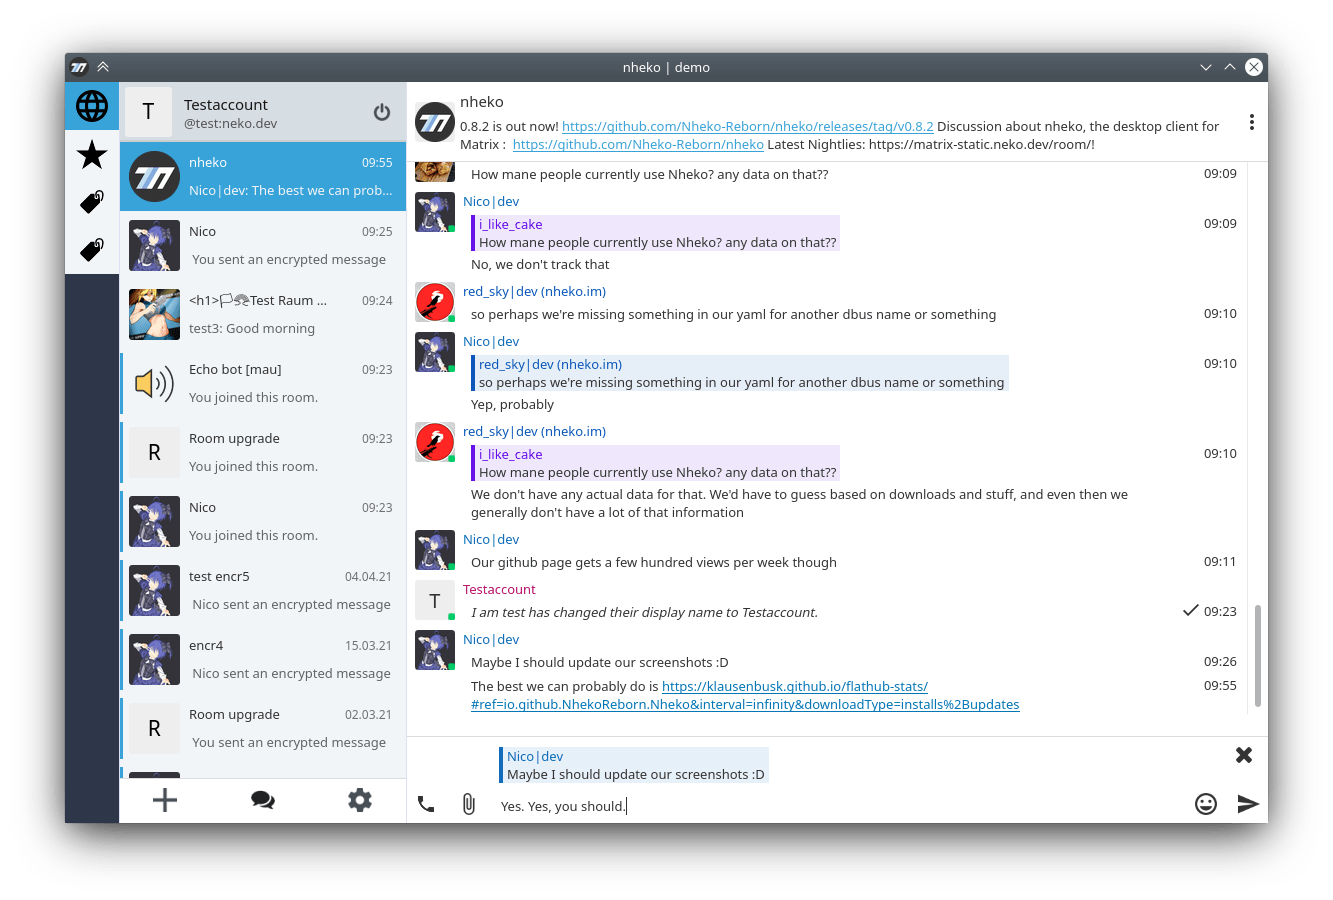 nheko | demo
T
Testaccount
@test:neko.dev
nheko 09:55
Nico|dev: The best we can prob...
Nico 09:25
You sent an encrypted message
<h1>🏳️🪭Test Raum ... 09:24
test3: Good morning
Echo bot [mau] 09:23
You joined this room.
R
Room upgrade 09:23
You joined this room.
Nico 09:23
You joined this room.
test encr5 04.04.21
Nico sent an encrypted message
encr4 15.03.21
Nico sent an encrypted message
R
Room upgrade 02.03.21
You sent an encrypted message
nheko
0.8.2 is out now! https://github.com/Nheko-Reborn/nheko/releases/tag/v0.8.2 Discussion about nheko, the desktop client for
Matrix : https://github.com/Nheko-Reborn/nheko Latest Nightlies: https://matrix-static.neko.dev/room/!
How mane people currently use Nheko? any data on that?? 09:09
Nico|dev
i_like_cake 09:09
How mane people currently use Nheko? any data on that??
No, we don't track that
red_sky|dev (nheko.im)
so perhaps we're missing something in our yaml for another dbus name or something 09:10
Nico|dev
red_sky|dev (nheko.im) 09:10
so perhaps we're missing something in our yaml for another dbus name or something
Yep, probably
red_sky|dev (nheko.im)
i_like_cake 09:10
How mane people currently use Nheko? any data on that??
We don't have any actual data for that. We'd have to guess based on downloads and stuff, and even then we
generally don't have a lot of that information
Nico|dev
Our github page gets a few hundred views per week though 09:11
T
Testaccount
I am test has changed their display name to Testaccount. 09:23
Nico|dev
Maybe I should update our screenshots :D 09:26
The best we can probably do is https://klausenbusk.github.io/flathub-stats/ 09:55
#ref=io.github.NhekoReborn.Nheko&interval=infinity&downloadType=installs%2Bupdates
Nico|dev
Maybe I should update our screenshots :D
Yes. Yes, you should.